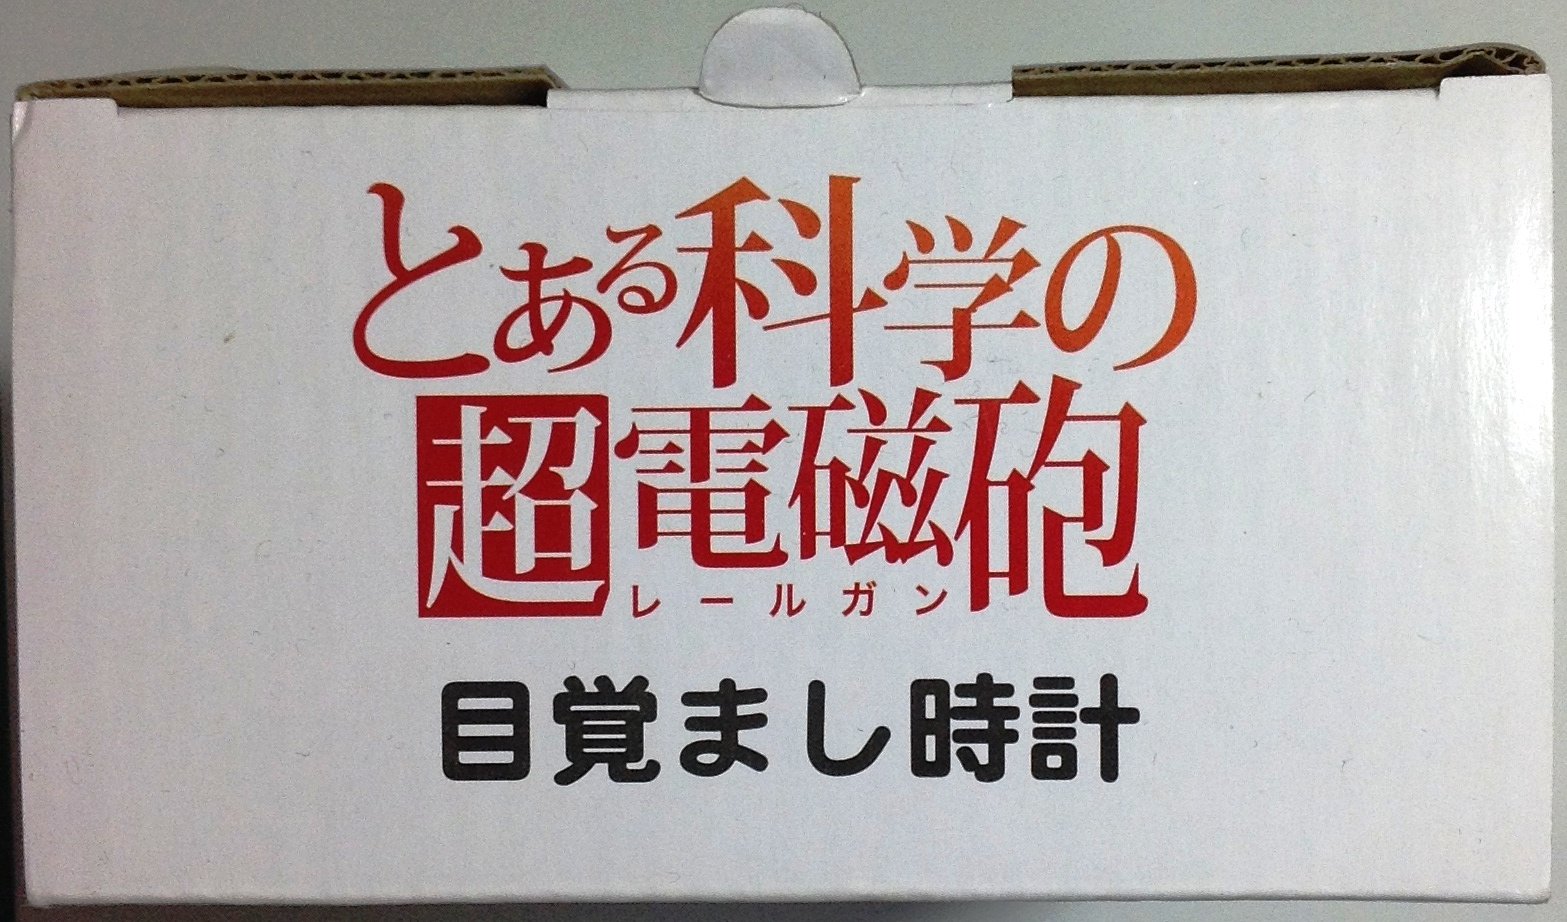 とある科学の
超電磁砲
レールガン
目覚まし時計